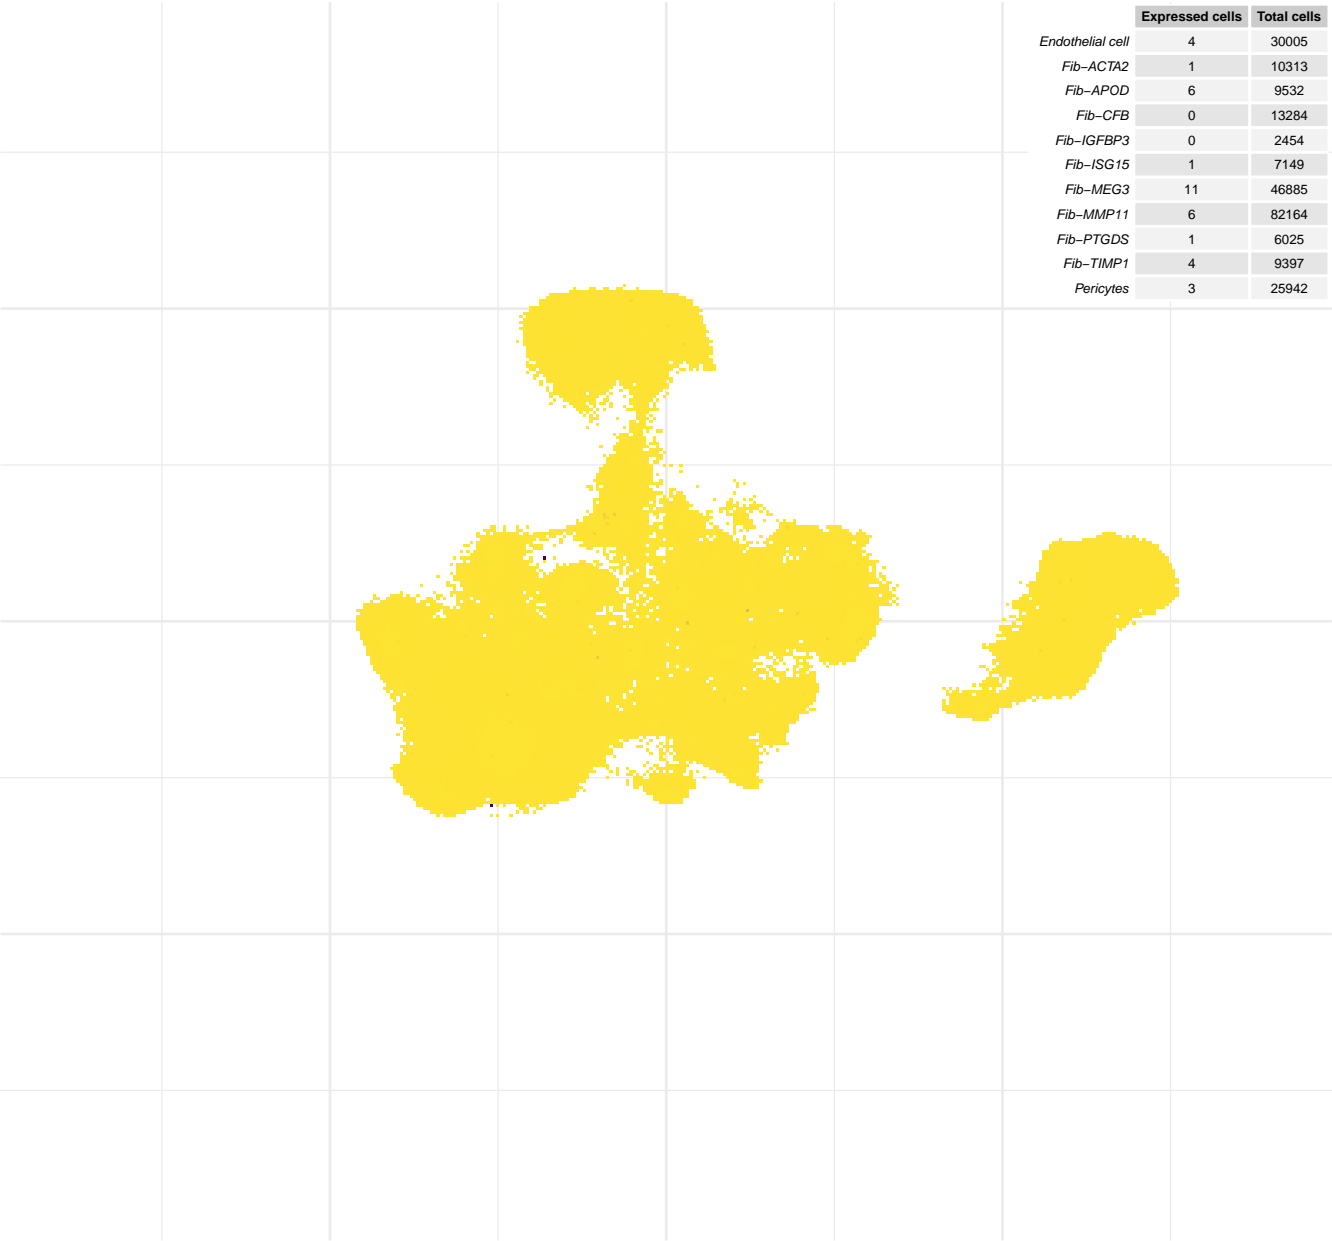 Expressed cells Total cells
Endothelial cell 4 30005
Fib−ACTA2 1 10313
Fib−APOD 6 9532
Fib−CFB 0 13284
Fib−IGFBP3 0 2454
Fib−ISG15 1 7149
Fib−MEG3 11 46885
Fib−MMP11 6 82164
Fib−PTGDS 1 6025
Fib−TIMP1 4 9397
Pericytes 3 25942